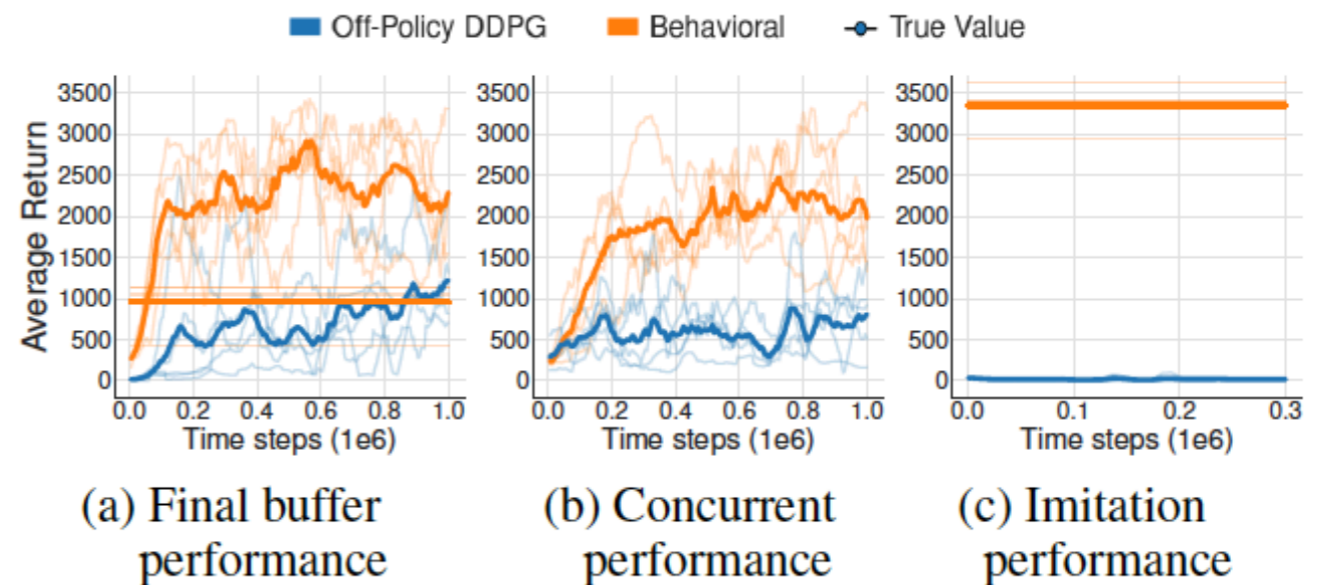 Off-Policy DDPG Behavioral True Value
Average Return
3500
3000
2500
2000
1500
1000
500
0
0.0 0.2 0.4 0.6 0.8 1.0
Time steps (1e6)
(a) Final buffer
performance
3500
3000
2500
2000
1500
1000
500
0
0.0 0.2 0.4 0.6 0.8 1.0
Time steps (1e6)
(b) Concurrent
performance
3500
3000
2500
2000
1500
1000
500
0
0.0 0.1 0.2 0.3
Time steps (1e6)
(c) Imitation
performance